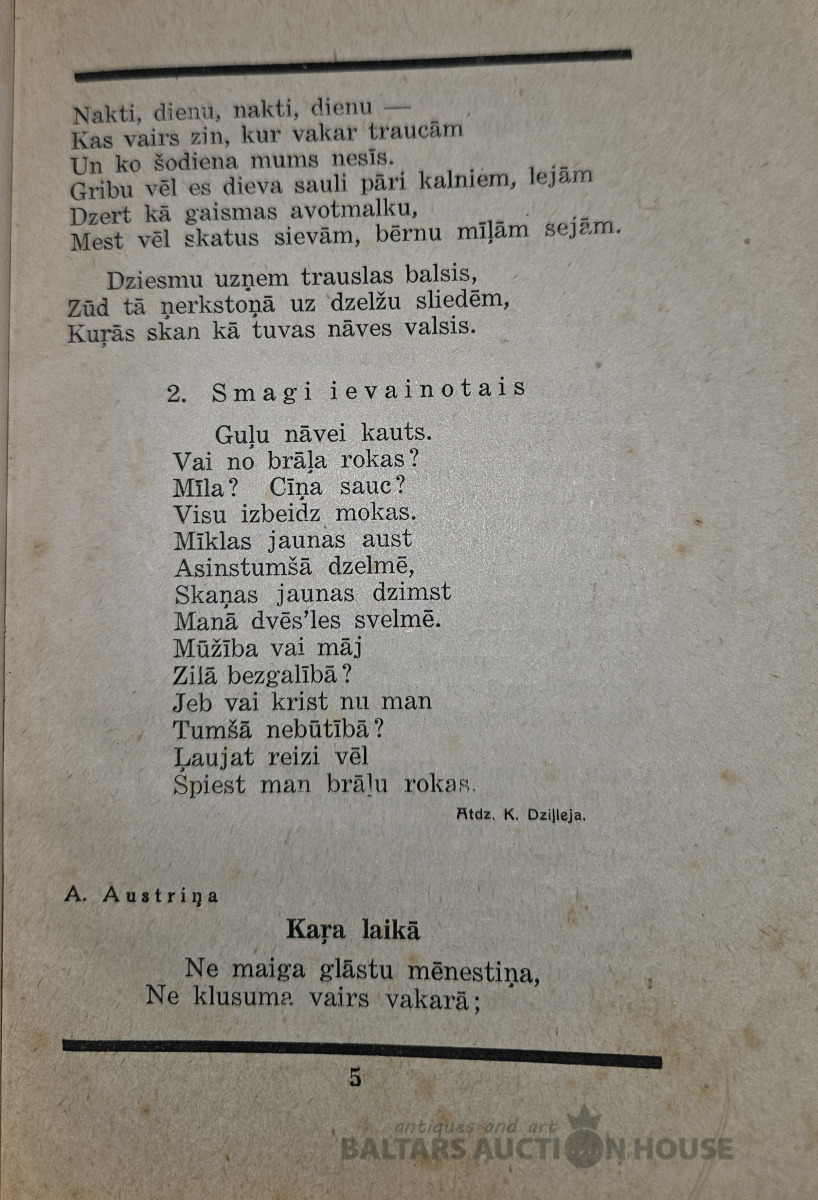 Nakti, dienu, nakti, dienu —
Kas vairs zin, kur vakar traucām
Un ko šodiena mums nesīs.
Gribu vēl es dieva sauli pāri kalniem, lejām
Dzert kā gaismas avotmalku,
Mest vēl skatus sievām, bērnu mīļām sejām.
Dziesmu uzņem trauslas balsis,
Zūd tā ņerkstoņā uz dzelžu sliedēm,
Kuŗās skan kā tuvas nāves valsis.
2. Smagi ievainotais
Guļu nāvei kauts.
Vai no brāļa rokas?
Mīla? Cīņa sauc?
Visu izbeidz mokas.
Mīklas jaunas aust
Asinstumšā dzelmē,
Skaņas jaunas dzimst
Manā dvēs'les svelmē.
Mūžība vai māj
Zilā bezgalībā?
Jeb vai krist nu man
Tumšā nebūtībā?
Ļaujat reizi vēl
Spiest man brāļu rokas.
Atdz. K. Dziļleja.
A. Austriņa
Kaŗa laikā
Ne maiga glāstu mēnestiņa,
Ne klusuma vairs vakarā;
5
antiques and art
BALTARS AUCTION HOUSE